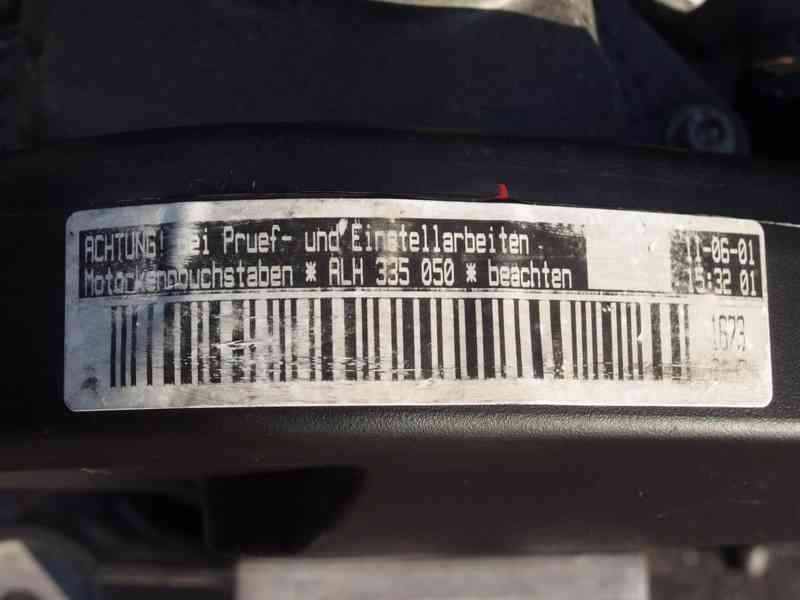 ACHTUNG! Bei Pruef- und Einstellarbeiten 11-06-01
Motorkennbuchstaben * ALH 335 050 * beachten 15:32 01
1673